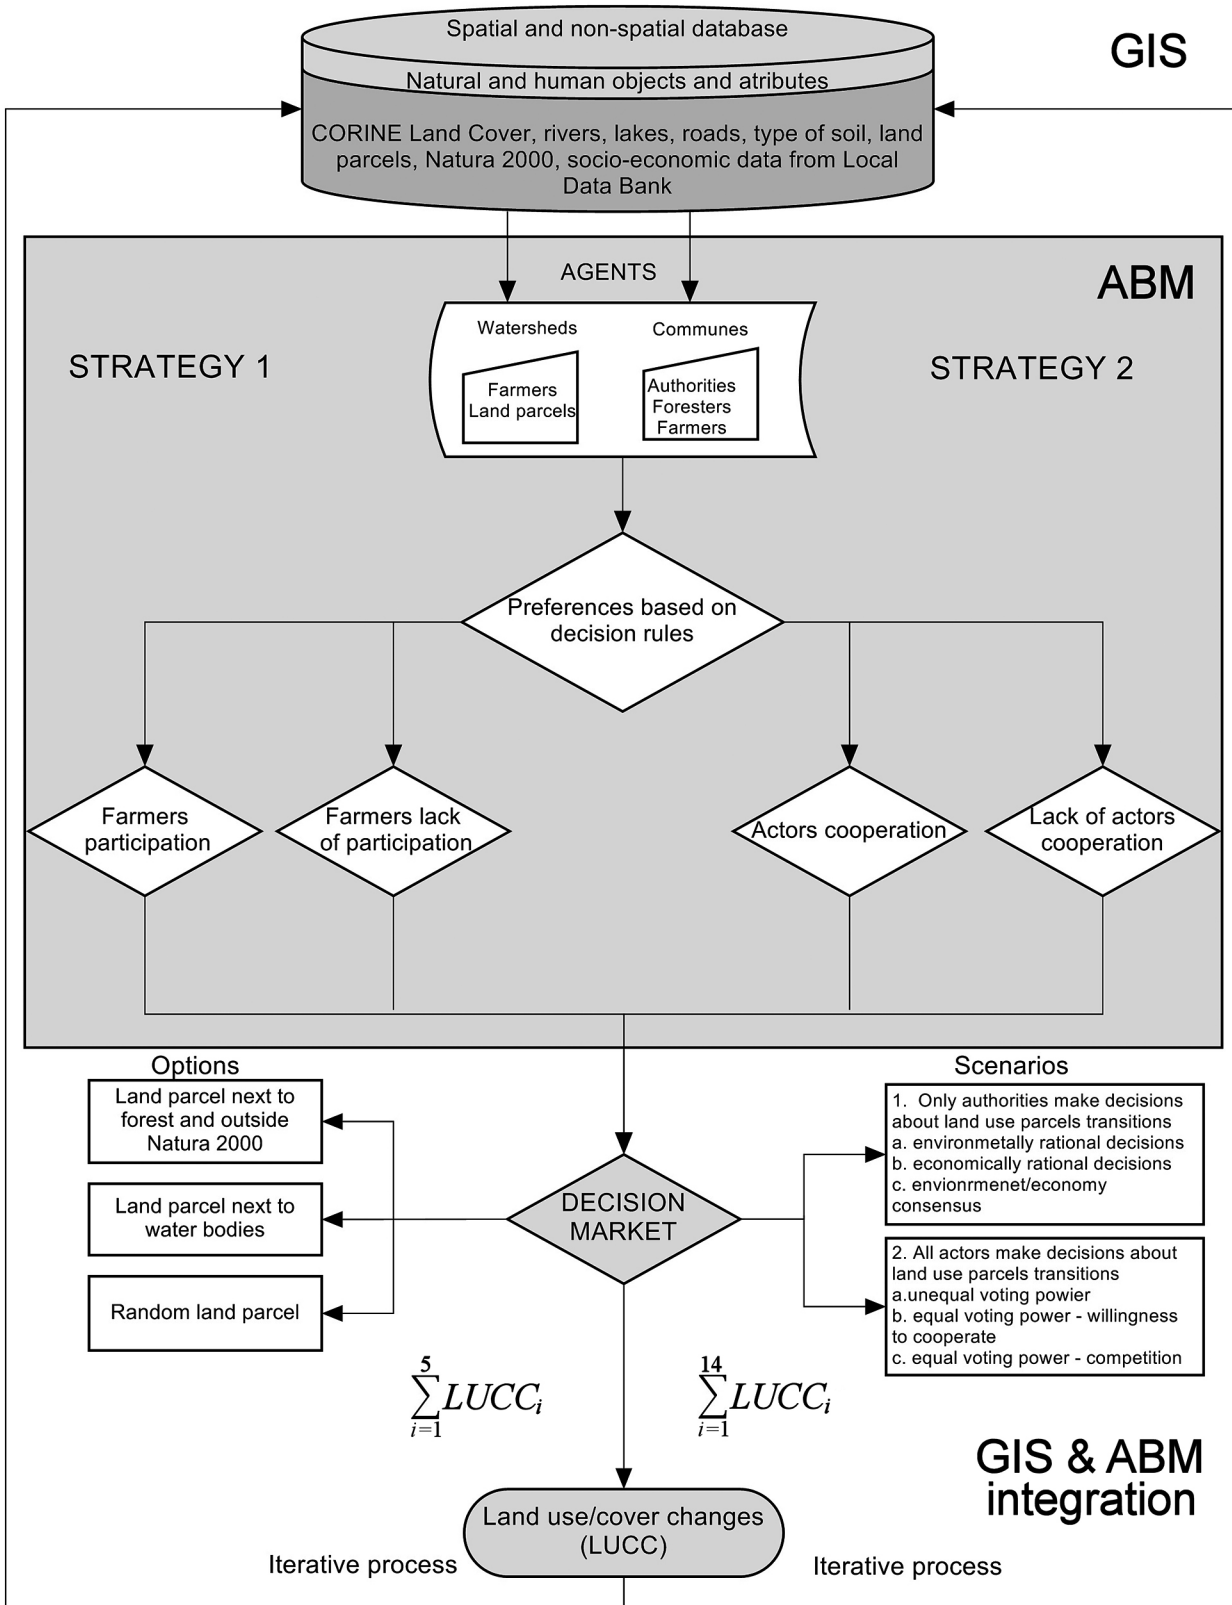 Spatial and non-spatial database
GIS
Natural and human objects and atributes
CORINE Land Cover, rivers, lakes, roads, type of soil, land
parcels, Natura 2000, socio-economic data from Local
Data Bank
AGENTS
ABM
Watersheds
Communes
STRATEGY 1
STRATEGY 2
Farmers
Land parcels
Authorities
Foresters
Farmers
Preferences based on
decision rules
Farmers
participation
Farmers lack
of participation
Actors cooperation
Lack of actors
cooperation
Options
Scenarios
Land parcel next to
forest and outside
Natura 2000
Land parcel next to
water bodies
Random land parcel
DECISION
MARKET
1. Only authorities make decisions
about land use parcels transitions
a. environmetally rational decisions
b. economically rational decisions
c. envionrmenet/economy
consensus
2. All actors make decisions about
land use parcels transitions
a.unequal voting powier
b. equal voting power - willingness
to cooperate
c. equal voting power - competition
5
∑LUCCi
i=1
14
∑LUCCi
i=1
GIS & ABM
integration
Land use/cover changes
(LUCC)
Iterative process
Iterative process